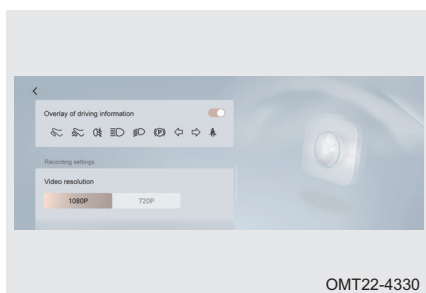 Overlay of driving information
Recording settings
Video resolution
1080P 720P
OMT22-4330